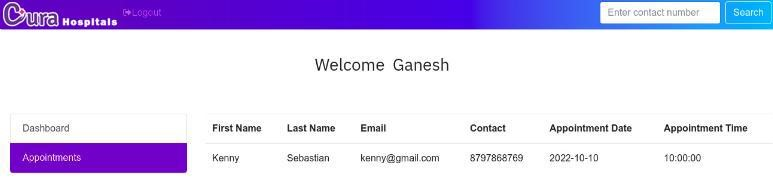 Cura Hospitals Logout Enter contact number Search
Welcome Ganesh
Dashboard
Appointments
First Name Last Name Email Contact Appointment Date Appointment Time
Kenny Sebastian kenny@gmail.com 8797868769 2022-10-10 10:00:00